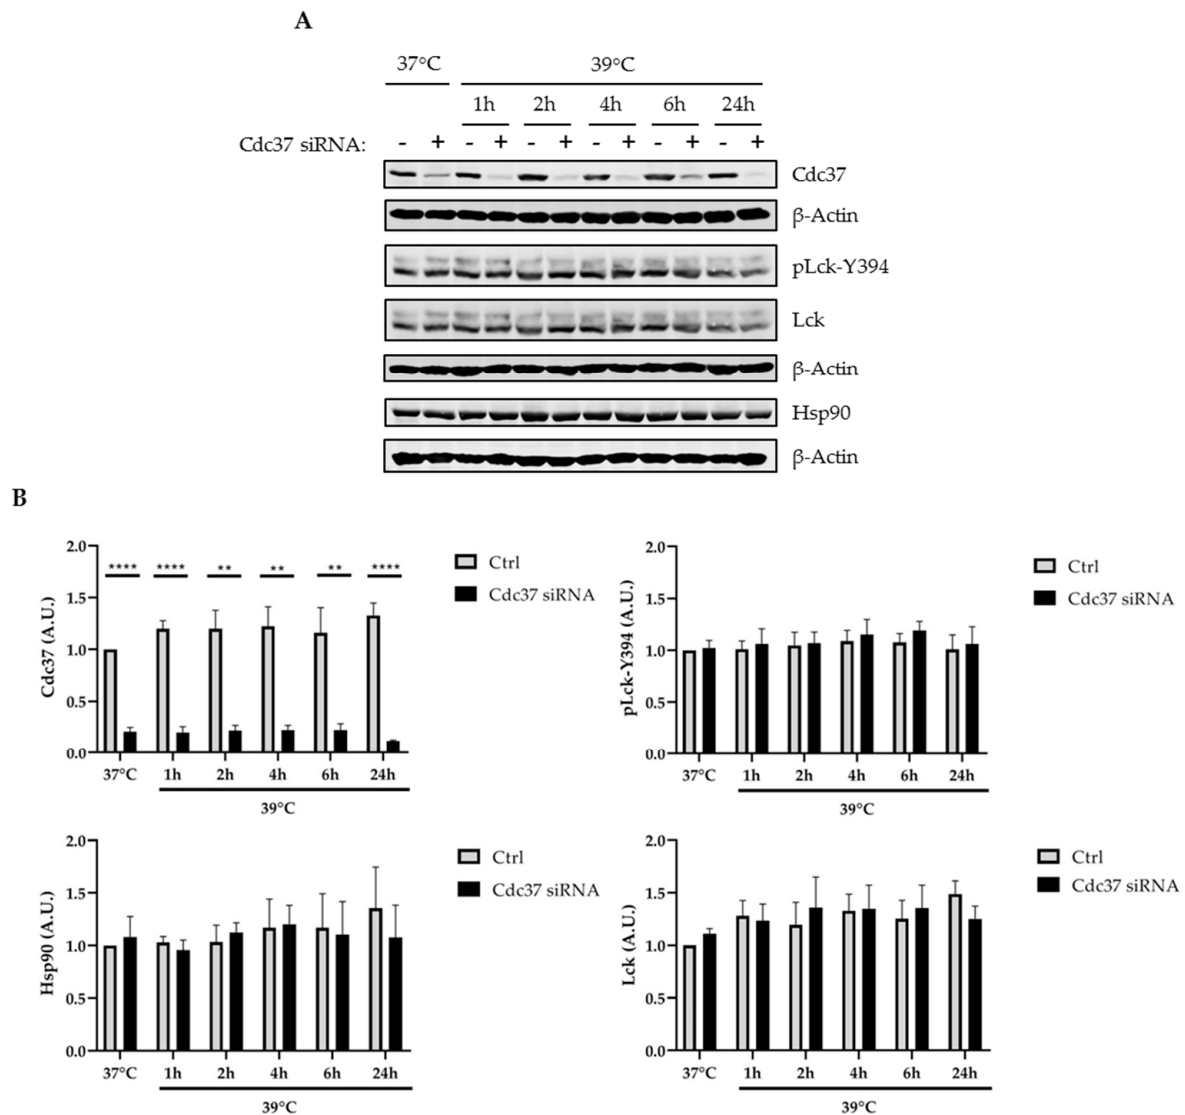 A
37°C 39°C
1h 2h 4h 6h 24h
Cdc37 siRNA: - + - + - + - + - + - +
Cdc37
β-Actin
pLck-Y394
Lck
β-Actin
Hsp90
β-Actin
B
Cdc37 (A.U.)
2.0
1.5
1.0
0.5
0.0
**** **** ** ** ** ****
Ctrl
Cdc37 siRNA
37°C 1h 2h 4h 6h 24h
39°C
pLck-Y394 (A.U.)
2.0
1.5
1.0
0.5
0.0
Ctrl
Cdc37 siRNA
37°C 1h 2h 4h 6h 24h
39°C
Hsp90 (A.U.)
2.0
1.5
1.0
0.5
0.0
Ctrl
Cdc37 siRNA
37°C 1h 2h 4h 6h 24h
39°C
Lck (A.U.)
2.0
1.5
1.0
0.5
0.0
Ctrl
Cdc37 siRNA
37°C 1h 2h 4h 6h 24h
39°C